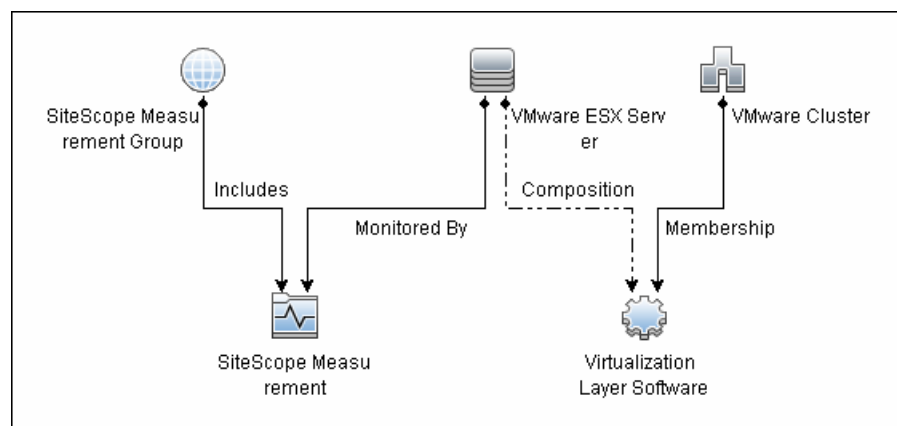 SiteScope Measu
rement Group
VMware ESX Serv
er
VMware Cluster
Includes
Composition
Monitored By
Membership
SiteScope Measu
rement
Virtualization
Layer Software